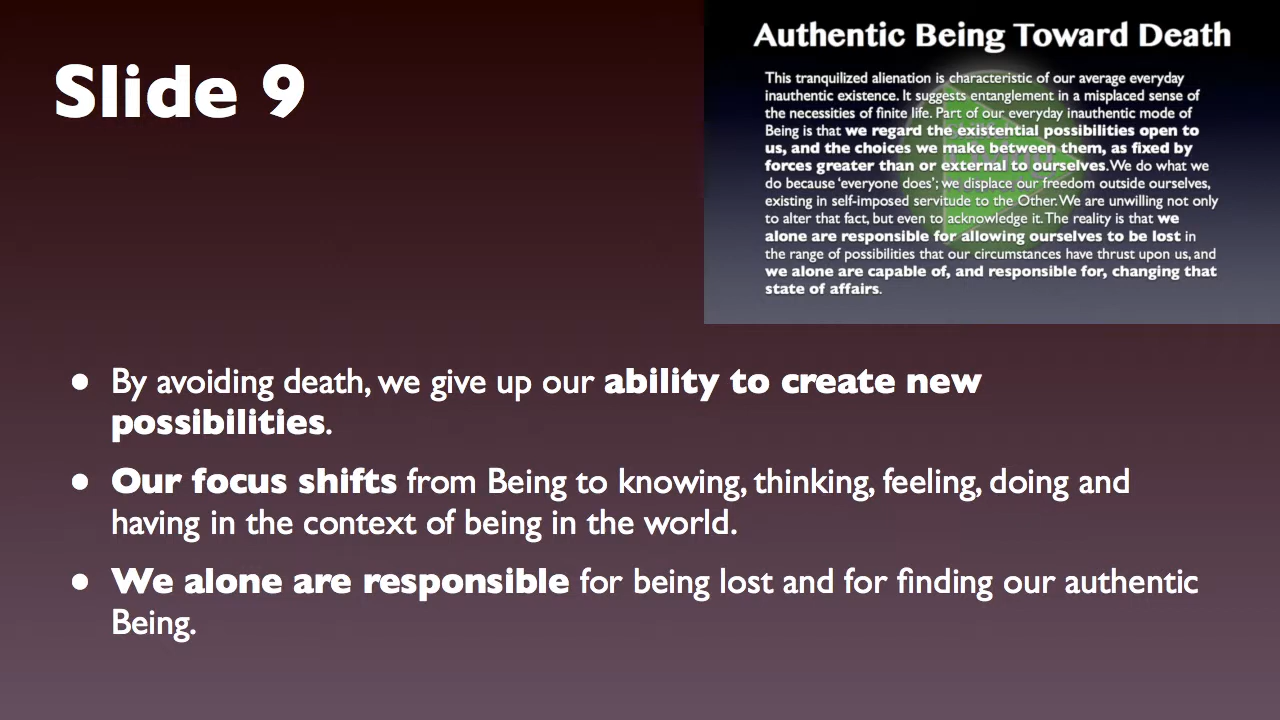 Slide 9
Authentic Being Toward Death
This tranquilized alienation is characteristic of our average everyday
inauthentic existence. It suggests entanglement in a misplaced sense of
the necessities of finite life. Part of our everyday inauthentic mode of
Being is that we regard the existential possibilities open to
us, and the choices we make between them, as fixed by
forces greater than or external to ourselves. We do what we
do because ‘everyone does’; we displace our freedom outside ourselves,
existing in self-imposed servitude to the Other. We are unwilling not only
to alter that fact, but even to acknowledge it. The reality is that we
alone are responsible for allowing ourselves to be lost in
the range of possibilities that our circumstances have thrust upon us, and
we alone are capable of, and responsible for, changing that
state of affairs.
● By avoiding death, we give up our ability to create new
possibilities.
● Our focus shifts from Being to knowing, thinking, feeling, doing and
having in the context of being in the world.
● We alone are responsible for being lost and for finding our authentic
Being.